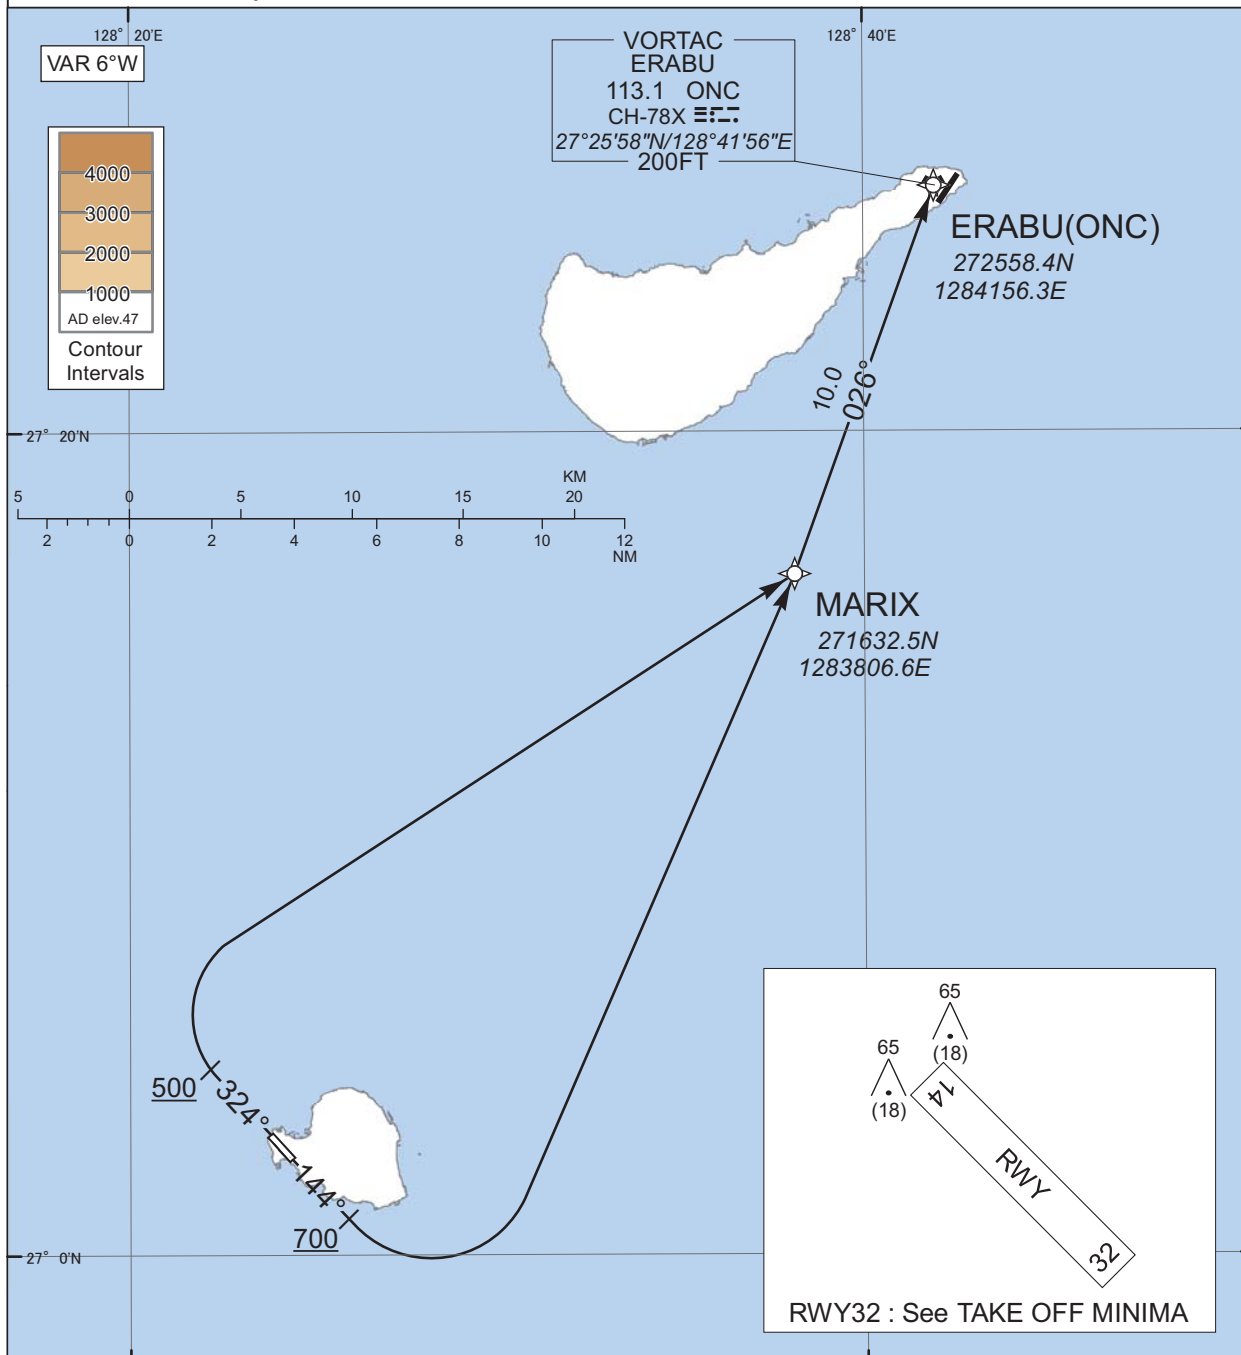 128° 20'E
128° 40'E
VAR 6°W
VORTAC
ERABU
113.1 ONC
CH-78X
27°25'58"N/128°41'56"E
200FT
4000
3000
2000
1000
AD elev.47
Contour
Intervals
ERABU(ONC)
272558.4N
1284156.3E
10.0
026°
27° 20'N
KM
5 0 5 10 15 20
2 0 2 4 6 8 10 12
NM
MARIX
271632.5N
1283806.6E
500
324°
144°
700
27° 0'N
65
(18)
65
(18)
14
RWY
32
RWY32 : See TAKE OFF MINIMA